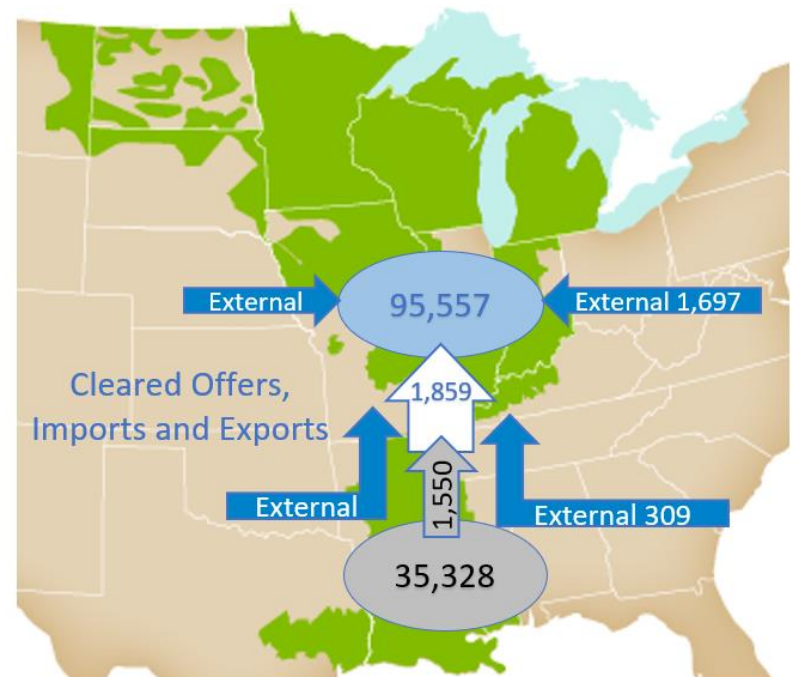 External
95,557
External 1,697
Cleared Offers,
Imports and Exports
1,859
1,550
External
External 309
35,328